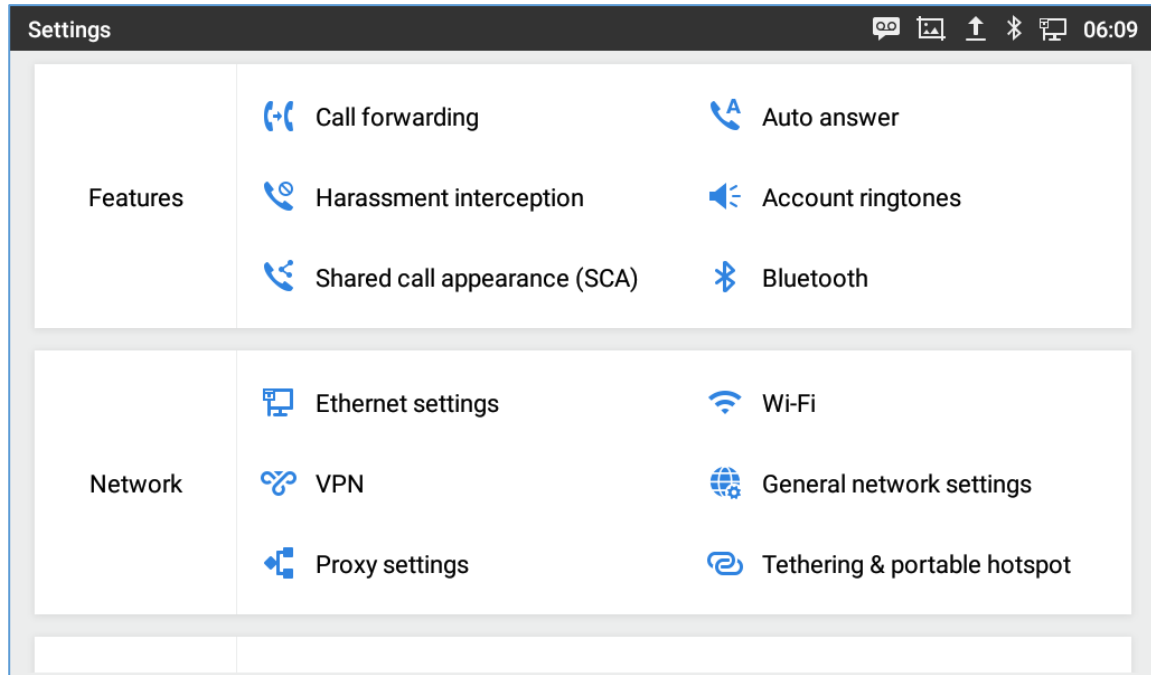 Settings 06:09
Features
Call forwarding
Auto answer
Harassment interception
Account ringtones
Shared call appearance (SCA)
Bluetooth
Network
Ethernet settings
Wi-Fi
VPN
General network settings
Proxy settings
Tethering & portable hotspot